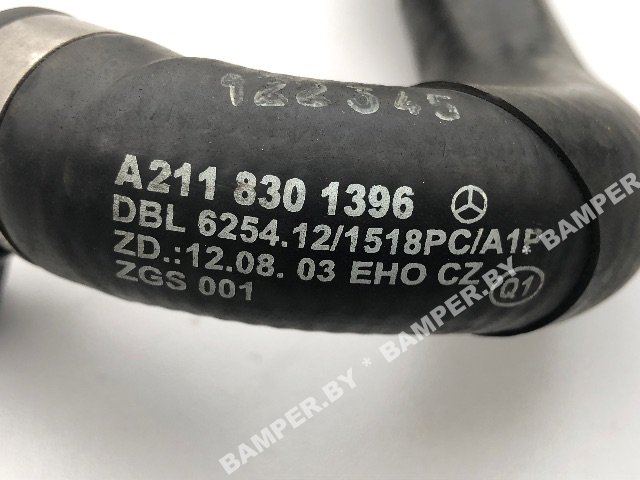 122345
A211 830 1396
DBL 6254.12/1518PC/A1P
ZD.:12.08.03 EHO CZ
ZGS 001
Q1
BAMPER.BY * BAMPER.BY * BAMPER